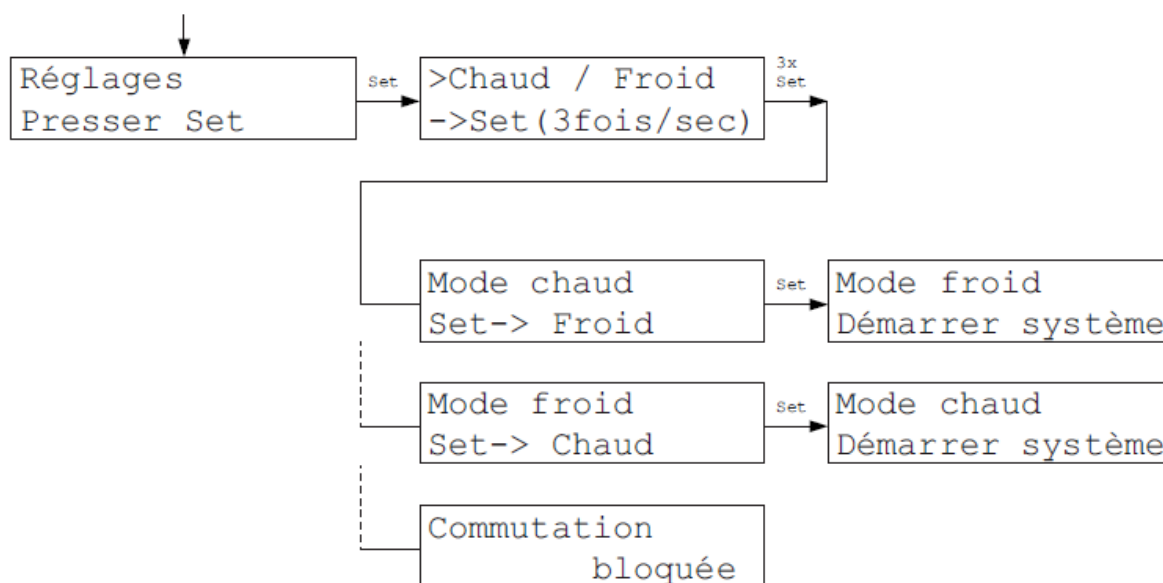 Réglages
Presser Set
Set
>Chaud / Froid
->Set(3fois/sec)
3x
Set
Mode chaud
Set-> Froid
Set
Mode froid
Démarrer système
Mode froid
Set-> Chaud
Set
Mode chaud
Démarrer système
Commutation
bloquée